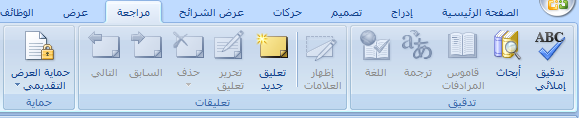 الصفحة الرئيسية إدراج تصميم حركات عرض الشرائح مراجعة عرض الوظائف
ABC
تدقيق إملائي
أبحاث
قاموس المرادفات
ترجمة
اللغة
تدقيق
إظهار العلامات
تعليق جديد
تحرير تعليق
حذف
السابق
التالي
تعليقات
حماية العرض التقديمي
حماية